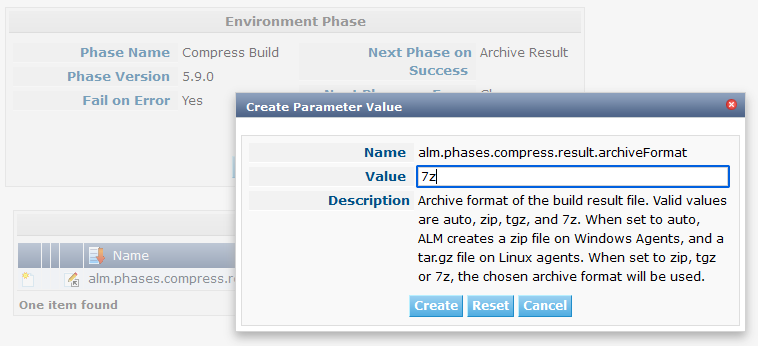 Environment Phase
Phase Name Compress Build
Next Phase on Success Archive Result
Phase Version 5.9.0
Fail on Error Yes
Create Parameter Value
Name alm.phases.compress.result.archiveFormat
Value 7z
Description Archive format of the build result file. Valid values
are auto, zip, tgz, and 7z. When set to auto,
ALM creates a zip file on Windows Agents, and a
tar.gz file on Linux agents. When set to zip, tgz
or 7z, the chosen archive format will be used.
Create Reset Cancel
Name
alm.phases.compress.re
One item found